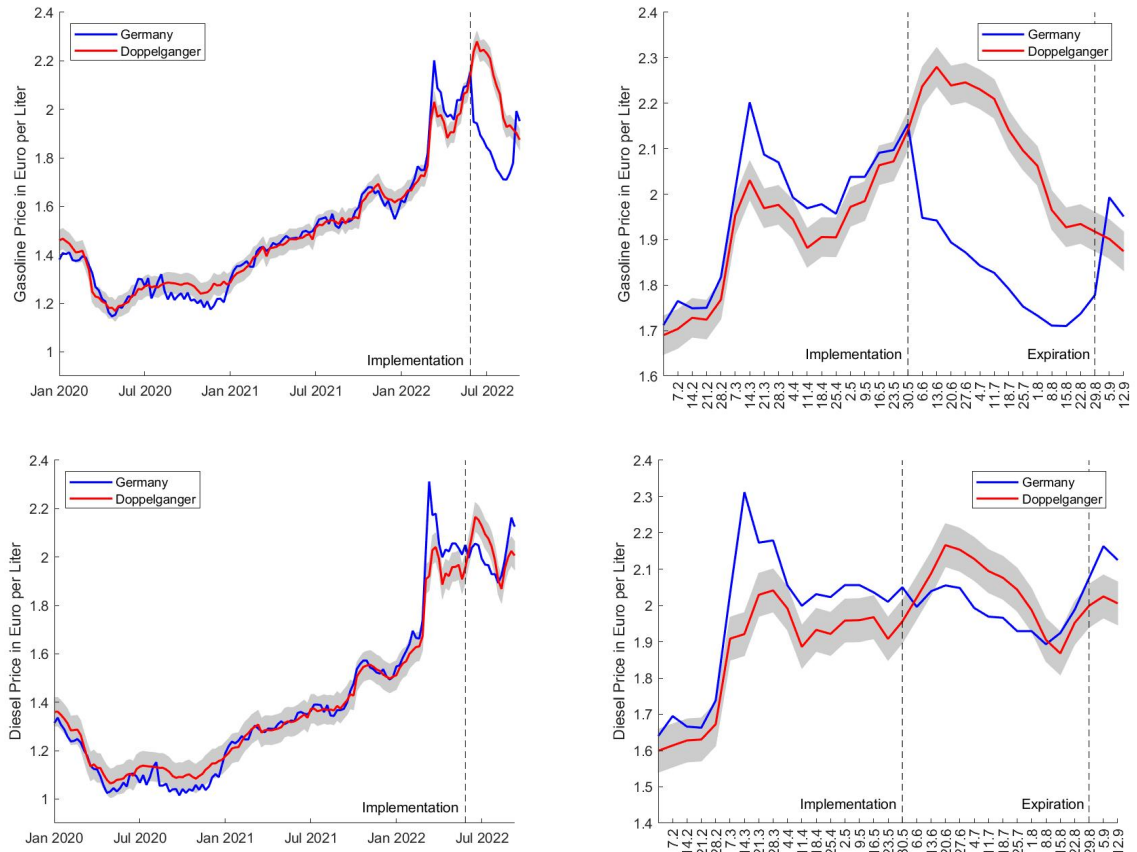 Gasoline Price in Euro per Liter
2.4
2.2
2
1.8
1.6
1.4
1.2
1
Germany
Doppelganger
Implementation
Jan 2020 Jul 2020 Jan 2021 Jul 2021 Jan 2022 Jul 2022
Gasoline Price in Euro per Liter
2.4
2.3
2.2
2.1
2
1.9
1.8
1.7
1.6
Germany
Doppelganger
Implementation
Expiration
7.2 14.2 21.2 28.2 7.3 14.3 21.3 28.3 4.4 11.4 18.4 25.4 2.5 9.5 16.5 23.5 30.5 6.6 13.6 20.6 27.6 4.7 11.7 18.7 25.7 1.8 8.8 15.8 22.8 29.8 5.9 12.9
Diesel Price in Euro per Liter
2.4
2.2
2
1.8
1.6
1.4
1.2
1
Germany
Doppelganger
Implementation
Jan 2020 Jul 2020 Jan 2021 Jul 2021 Jan 2022 Jul 2022
Diesel Price in Euro per Liter
2.4
2.3
2.2
2.1
2
1.9
1.8
1.7
1.6
1.5
1.4
Germany
Doppelganger
Implementation
Expiration
7.2 14.2 21.2 28.2 7.3 14.3 21.3 28.3 4.4 11.4 18.4 25.4 2.5 9.5 16.5 23.5 30.5 6.6 13.6 20.6 27.6 4.7 11.7 18.7 25.7 1.8 8.8 15.8 22.8 29.8 5.9 12.9